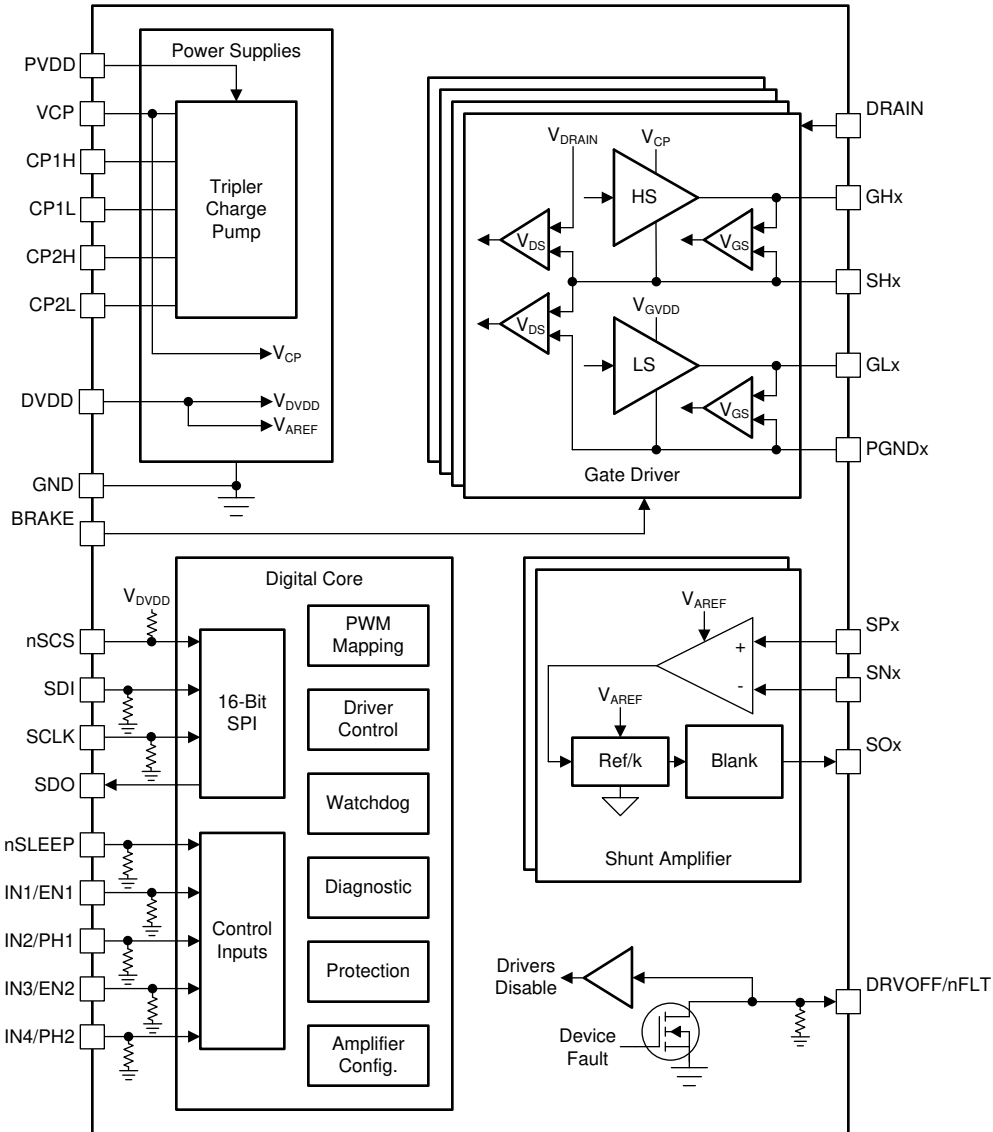 Power Supplies
PVDD
VCP
CP1H
CP1L
CP2H
CP2L
Tripler
Charge
Pump
VCP
DVDD
VDVDD
VAREF
GND
BRAKE
VDRAIN
VCP
HS
VDS
VGS
VDS
VGVDD
LS
VGS
Gate Driver
DRAIN
GHx
SHx
GLx
PGNDx
Digital Core
VDVDD
nSCS
SDI
SCLK
SDO
16-Bit
SPI
nSLEEP
IN1/EN1
IN2/PH1
IN3/EN2
IN4/PH2
Control
Inputs
PWM
Mapping
Driver
Control
Watchdog
Diagnostic
Protection
Amplifier
Config.
VAREF
+
-
VAREF
Ref/k
Blank
Shunt Amplifier
SPx
SNx
SOx
Drivers
Disable
Device
Fault
DRVOFF/nFLT